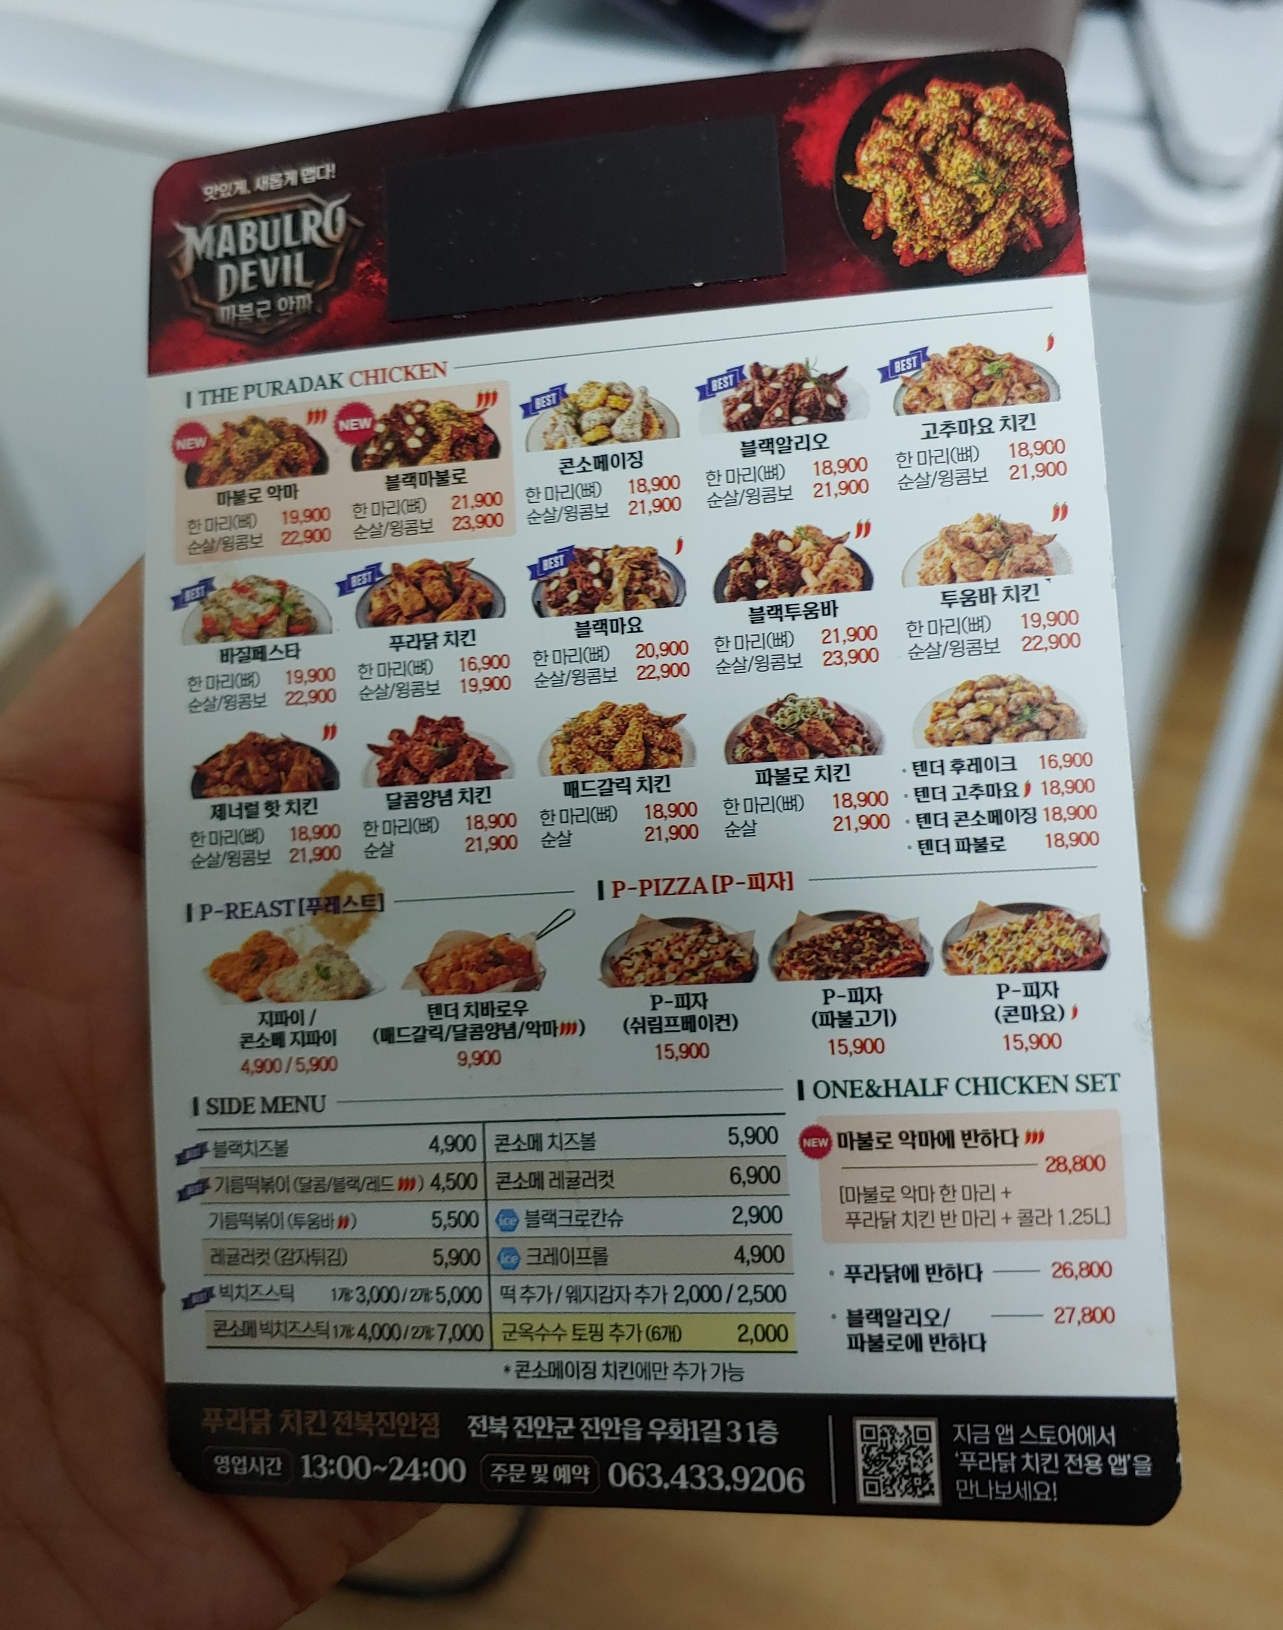 맛있게, 새롭게 맵다!
MABULRO
DEVIL
마불로 악마
THE PURADAK CHICKEN
NEW
마불로 악마
한 마리(뼈) 19,900
순살/윙콤보 22,900
NEW
블랙마불로
한 마리(뼈) 21,900
순살/윙콤보 23,900
BEST
콘소메이징
한 마리(뼈) 18,900
순살/윙콤보 21,900
BEST
블랙알리오
한 마리(뼈) 18,900
순살/윙콤보 21,900
BEST
고추마요 치킨
한 마리(뼈) 18,900
순살/윙콤보 21,900
BEST
바질페스타
한 마리(뼈) 19,900
순살/윙콤보 22,900
BEST
푸라닭 치킨
한 마리(뼈) 16,900
순살/윙콤보 19,900
BEST
블랙마요
한 마리(뼈) 20,900
순살/윙콤보 22,900
블랙투움바
한 마리(뼈) 21,900
순살/윙콤보 23,900
투움바 치킨
한 마리(뼈) 19,900
순살/윙콤보 22,900
제너럴 핫 치킨
한 마리(뼈) 18,900
순살/윙콤보 21,900
달콤양념 치킨
한 마리(뼈) 18,900
순살 21,900
매드갈릭 치킨
한 마리(뼈) 18,900
순살 21,900
파불로 치킨
한 마리(뼈) 18,900
순살 21,900
· 텐더 후레이크 16,900
· 텐더 고추마요 18,900
· 텐더 콘소메이징 18,900
· 텐더 파불로 18,900
P-REAST[푸레스트]
지파이 /
콘소메 지파이
4,900 / 5,900
텐더 치바로우
(매드갈릭/달콤양념/악마)
9,900
P-PIZZA[P-피자]
P-피자
(쉬림프베이컨)
15,900
P-피자
(파불고기)
15,900
P-피자
(콘마요)
15,900
SIDE MENU
블랙치즈볼 4,900
기름떡볶이 (달콤/블랙/레드) 4,500
기름떡볶이 (투움바) 5,500
레귤러컷 (감자튀김) 5,900
빅치즈스틱 1개: 3,000 / 2개: 5,000
콘소메 빅치즈스틱 1개: 4,000 / 2개: 7,000
콘소메 치즈볼 5,900
콘소메 레귤러컷 6,900
ice 블랙크로칸슈 2,900
ice 크레이프롤 4,900
떡 추가 / 웨지감자 추가 2,000 / 2,500
군옥수수 토핑 추가 (6개) 2,000
* 콘소메이징 치킨에만 추가 가능
ONE&HALF CHICKEN SET
NEW 마불로 악마에 반하다
28,800
[마불로 악마 한 마리 +
푸라닭 치킨 반 마리 + 콜라 1.25L]
· 푸라닭에 반하다 26,800
· 블랙알리오/ 27,800
파불로에 반하다
푸라닭 치킨 전북진안점 전북 진안군 진안읍 우화1길 3 1층
영업시간 13:00~24:00 주문 및 예약 063.433.9206
지금 앱 스토어에서
'푸라닭 치킨 전용 앱'을
만나보세요!